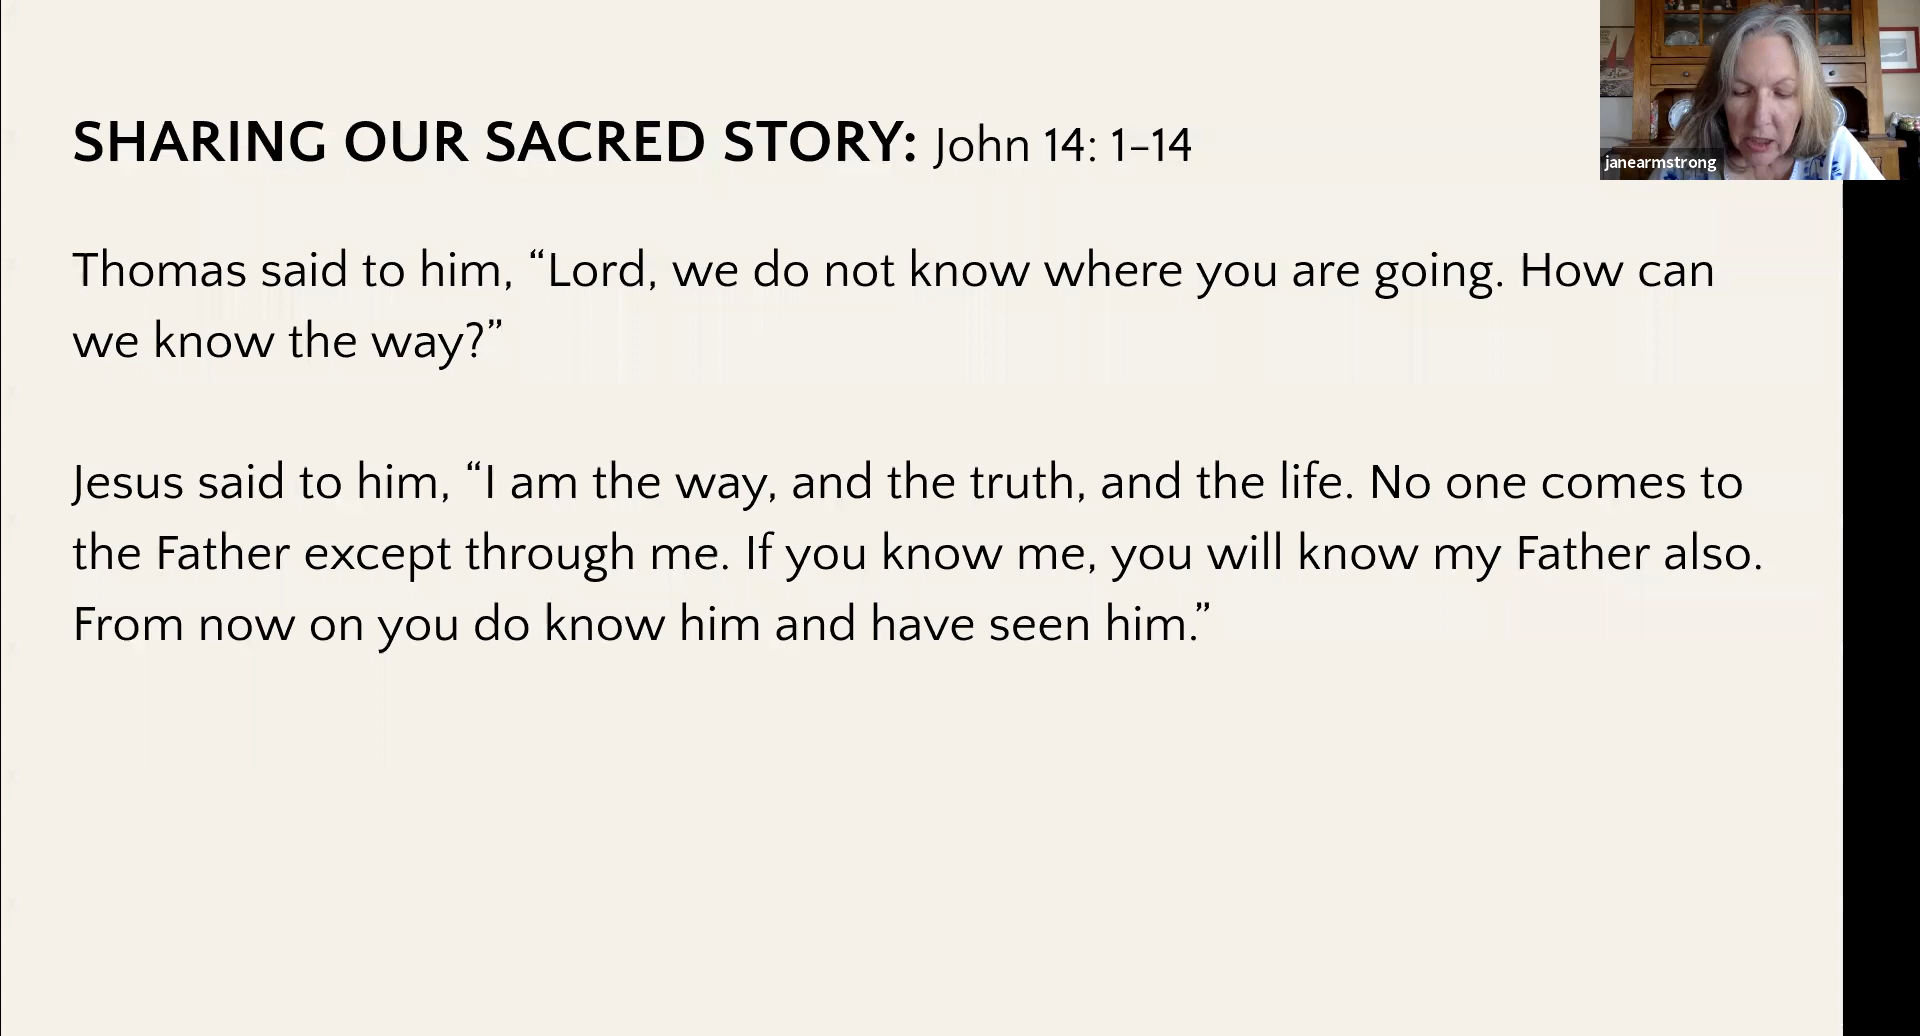 SHARING OUR SACRED STORY: John 14: 1–14
janearmstrong
Thomas said to him, “Lord, we do not know where you are going. How can
we know the way?”
Jesus said to him, “I am the way, and the truth, and the life. No one comes to
the Father except through me. If you know me, you will know my Father also.
From now on you do know him and have seen him.”